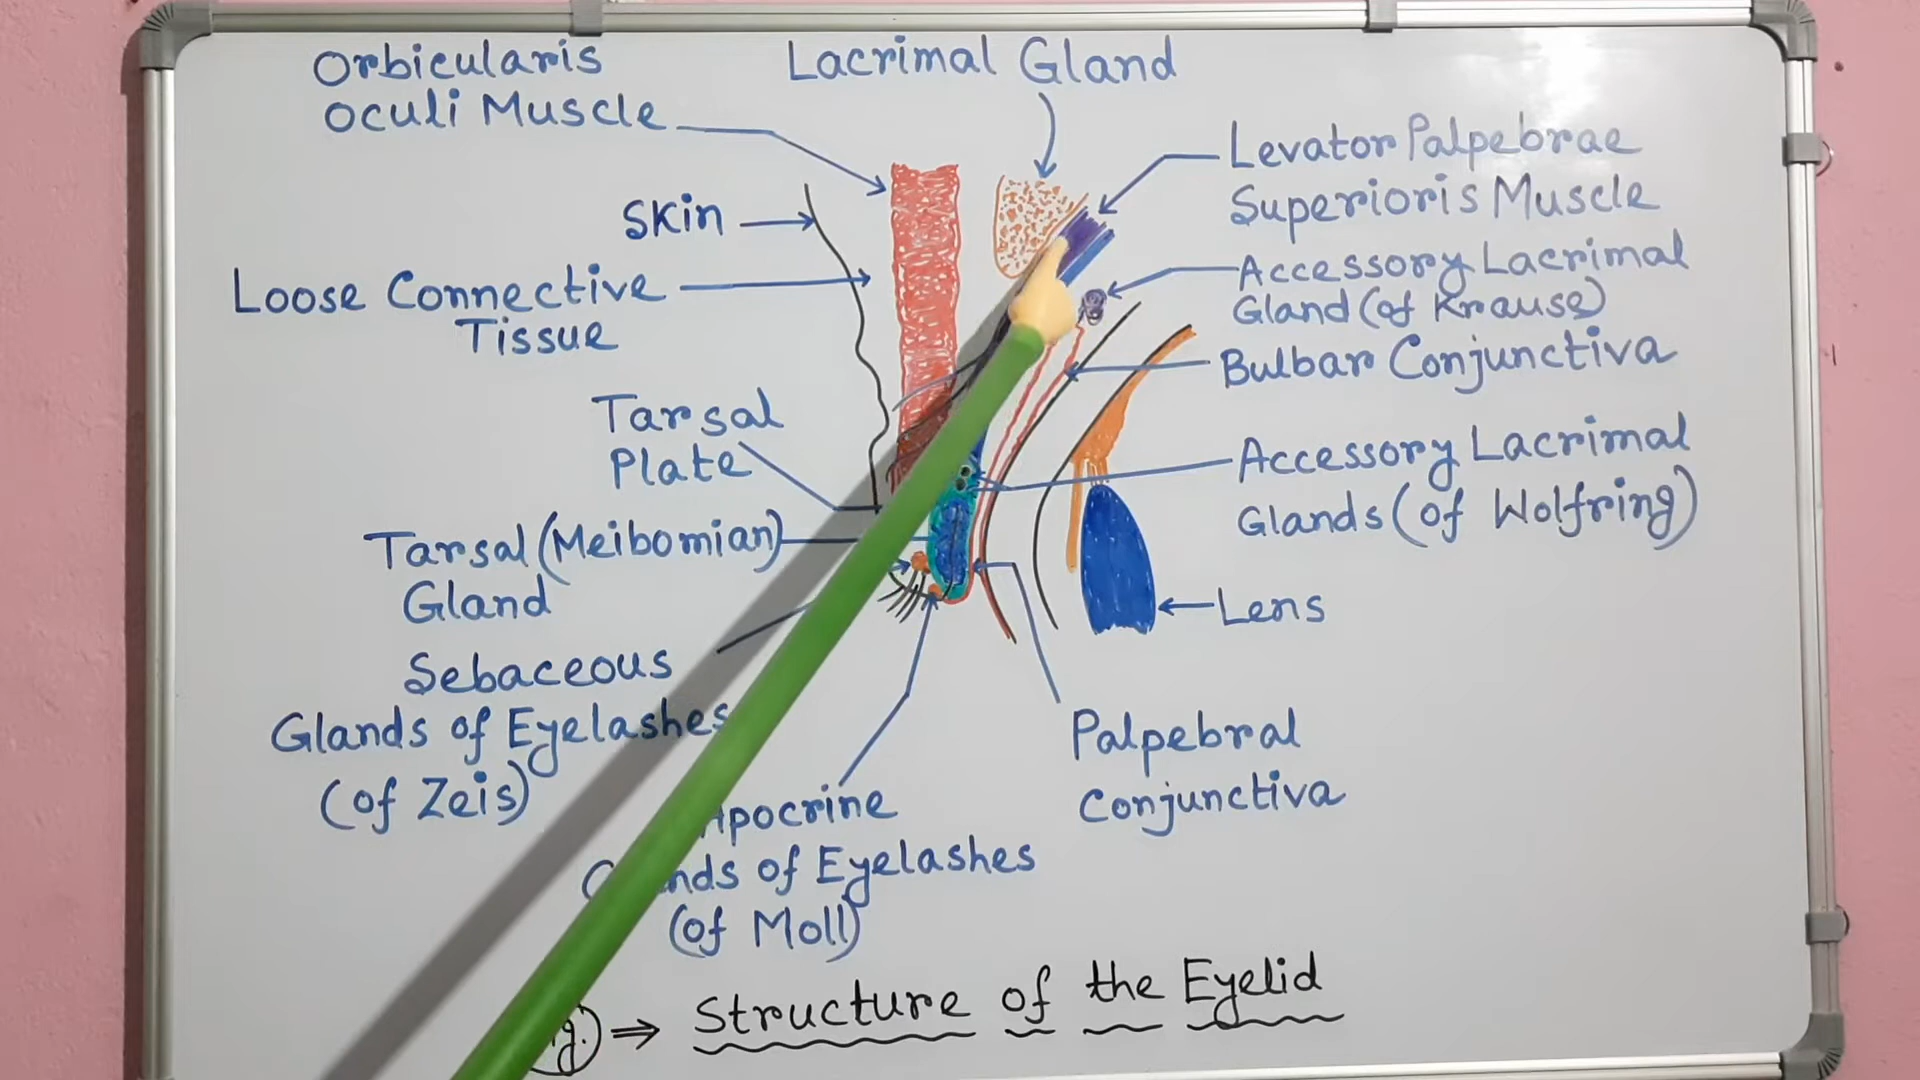 Orbicularis
Oculi Muscle
Lacrimal Gland
Levator Palpebrae
Superioris Muscle
Skin
Loose Connective
Tissue
Accessory Lacrimal
Gland (of Krause)
Bulbar Conjunctiva
Tarsal
Plate
Accessory Lacrimal
Glands (of Wolfring)
Tarsal (Meibomian)
Gland
Lens
Sebaceous
Glands of Eyelashes
(of Zeis)
Palpebral
Conjunctiva
of Eyelashes
(of Moll)
⇒ Structure of the Eyelid